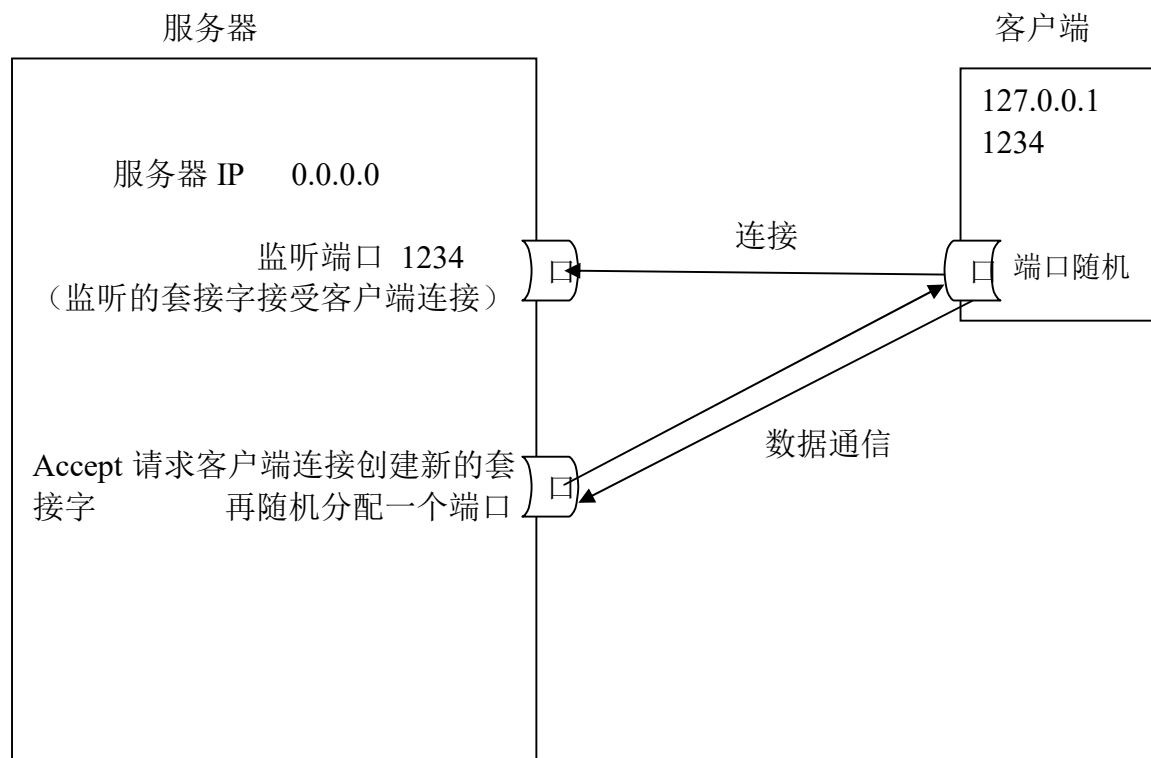 服务器
客户端
127.0.0.1
1234
服务器 IP 0.0.0.0
监听端口 1234
（监听的套接字接受客户端连接）
口
连接
口
端口随机
数据通信
Accept 请求客户端连接创建新的套
接字 再随机分配一个端口
口